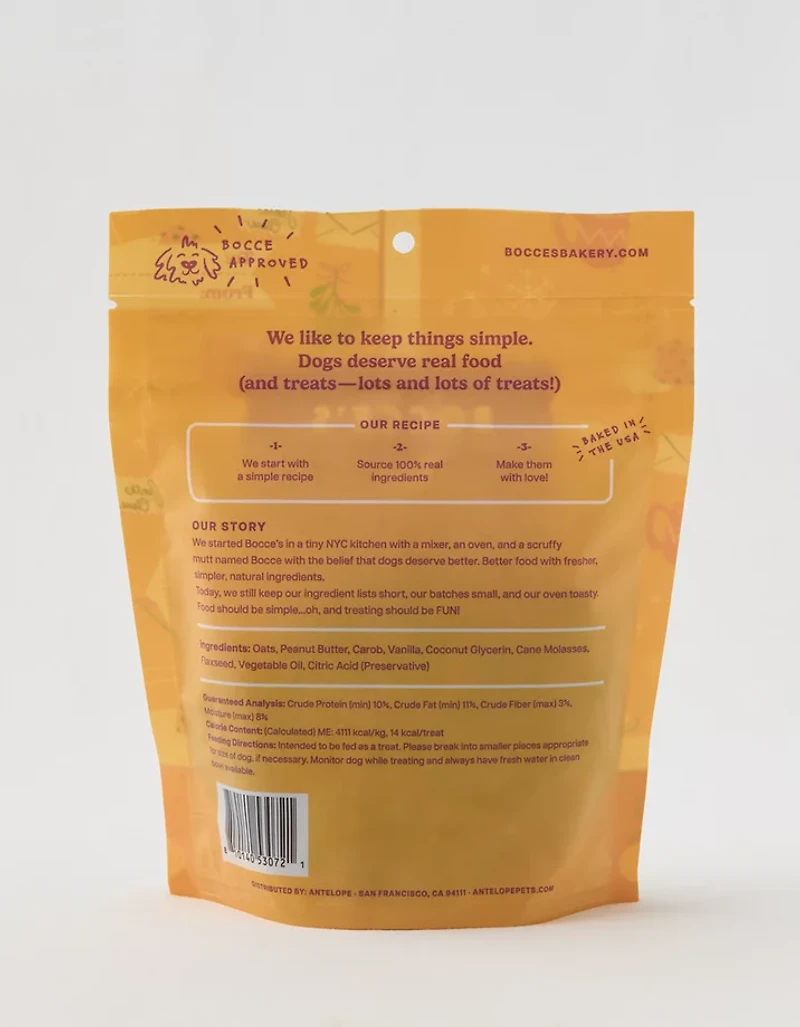 BOCCE
APPROVED
BOCCESBAKERY.COM
From:
We like to keep things simple.
Dogs deserve real food
(and treats—lots and lots of treats!)
OUR RECIPE
-1-
We start with
a simple recipe
-2-
Source 100% real
ingredients
-3-
Make them
with love!
BAKED IN
THE USA
BOCCE'S
OUR STORY
We started Bocce's in a tiny NYC kitchen with a mixer, an oven, and a scruffy
mutt named Bocce with the belief that dogs deserve better. Better food with fresher,
simpler, natural ingredients.
Today, we still keep our ingredient lists short, our batches small, and our oven toasty.
Food should be simple...oh, and treating should be FUN!
Ingredients: Oats, Peanut Butter, Carob, Vanilla, Coconut Glycerin, Cane Molasses,
Flaxseed, Vegetable Oil, Citric Acid (Preservative)
Guaranteed Analysis: Crude Protein (min) 10%, Crude Fat (min) 11%, Crude Fiber (max) 3%,
Moisture (max) 8%
Calorie Content: (Calculated) ME: 4111 kcal/kg, 14 kcal/treat
Feeding Directions: Intended to be fed as a treat. Please break into smaller pieces appropriate
for size of dog, if necessary. Monitor dog while treating and always have fresh water in clean
bowl available.
8 10140 53072 1
DISTRIBUTED BY: ANTELOPE · SAN FRANCISCO, CA 94111 · ANTELOPEPETS.COM